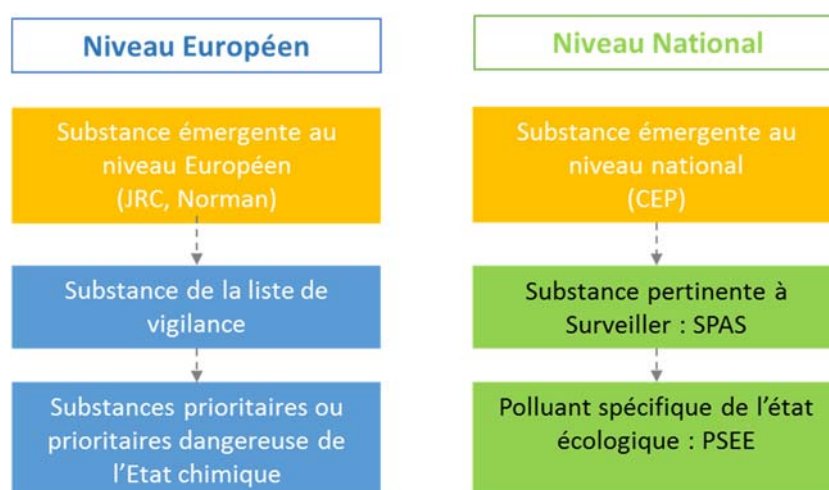 Niveau Européen
Substance émergente au
niveau Européen
(JRC, Norman)
Substance de la liste de
vigilance
Substances prioritaires ou
prioritaires dangereuse de
l'Etat chimique
Niveau National
Substance émergente au
niveau national
(CEP)
Substance pertinente à
Surveiller : SPAS
Polluant spécifique de l'état
écologique : PSEE